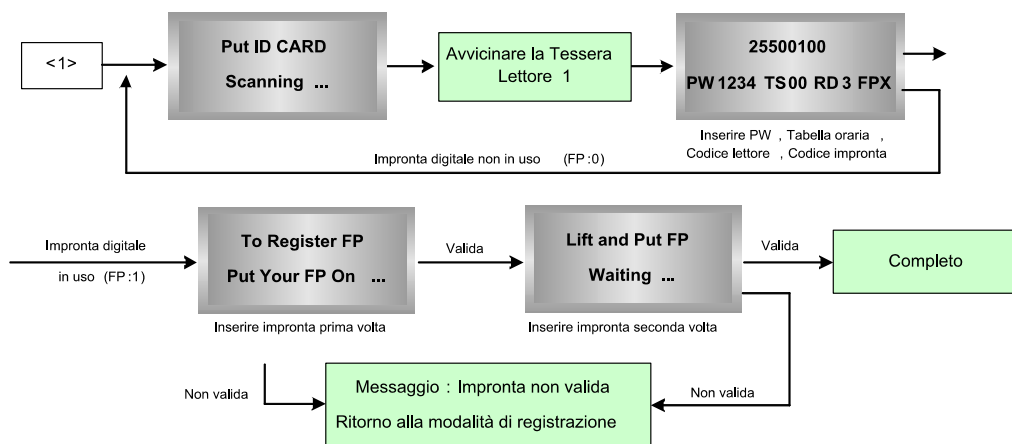 <1>
Put ID CARD
Scanning ...
Avvicinare la Tessera
Lettore 1
25500100
PW 1234 TS 00 RD 3 FPX
Inserire PW , Tabella oraria ,
Codice lettore , Codice impronta
Impronta digitale non in uso (FP:0)
Impronta digitale
in uso (FP:1)
To Register FP
Put Your FP On ...
Inserire impronta prima volta
Valida
Lift and Put FP
Waiting ...
Inserire impronta seconda volta
Valida
Completo
Non valida
Messaggio : Impronta non valida
Ritorno alla modalità di registrazione
Non valida